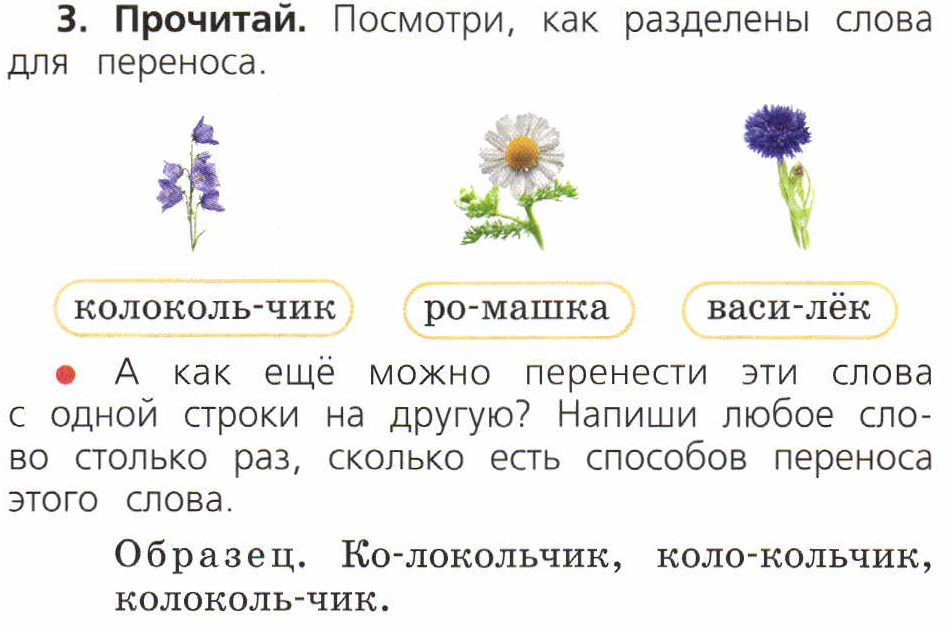 3. Прочитай. Посмотри, как разделены слова
для переноса.
колоколь-чик
ро-машка
васи-лёк
А как ещё можно перенести эти слова
с одной строки на другую? Напиши любое сло-
во столько раз, сколько есть способов переноса
этого слова.
Образец. Ко-локольчик, коло-кольчик,
колоколь-чик.